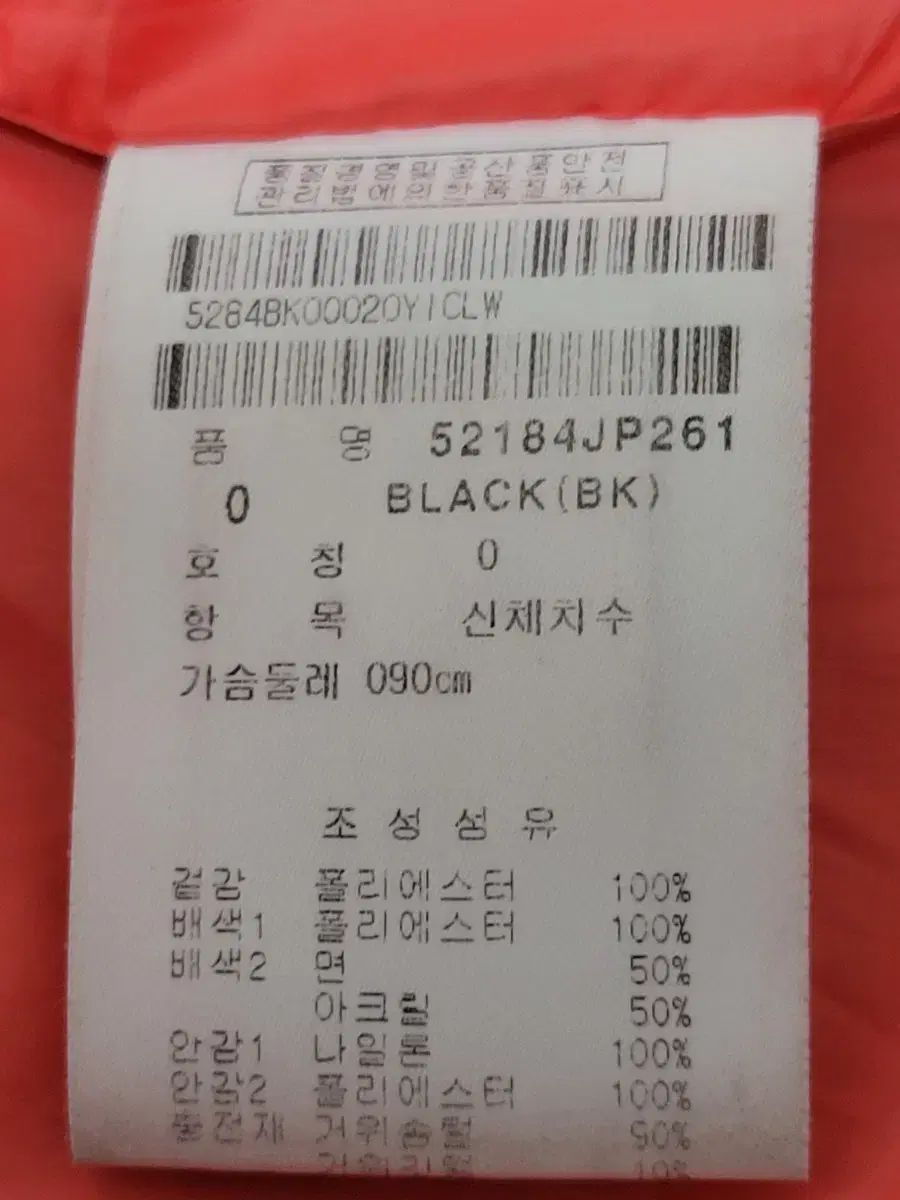 품질경영및공산품안전
관리법에의한품질표시
5284BK00020YICLW
품 명 52184JP261
0 BLACK(BK)
호 칭 0
항 목 신체치수
가슴둘레 090cm
조 성 섬 유
겉감 폴리에스터 100%
배색1 폴리에스터 100%
배색2 면 50%
아크릴 50%
안감1 나일론 100%
안감2 폴리에스터 100%
충전재 거위솜털 90%
10%